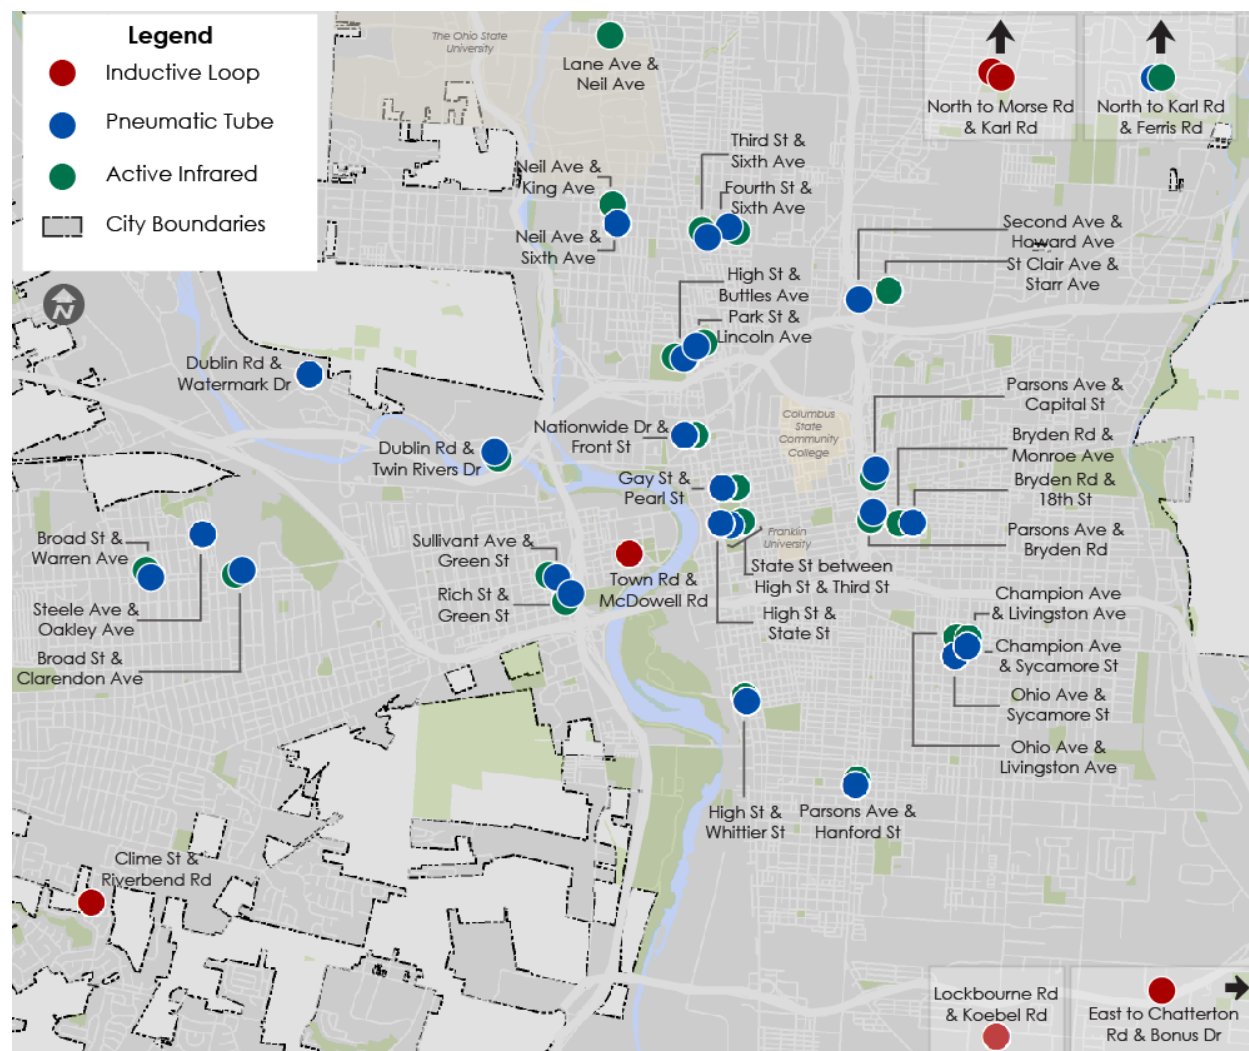 Legend
Inductive Loop
Pneumatic Tube
Active Infrared
City Boundaries
N
The Ohio State
University
Lane Ave &
Neil Ave
North to Morse Rd
& Karl Rd
North to Karl Rd
& Ferris Rd
Third St &
Sixth Ave
Neil Ave &
King Ave
Fourth St &
Sixth Ave
Neil Ave &
Sixth Ave
Second Ave &
Howard Ave
St Clair Ave &
Starr Ave
High St &
Buttles Ave
Park St &
Lincoln Ave
Dublin Rd &
Watermark Dr
Parsons Ave &
Capital St
Columbus
State
Community
College
Nationwide Dr &
Front St
Bryden Rd &
Monroe Ave
Dublin Rd &
Twin Rivers Dr
Gay St &
Pearl St
Bryden Rd &
18th St
Broad St &
Warren Ave
Sullivant Ave &
Green St
Franklin
University
Parsons Ave &
Bryden Rd
State St between
High St & Third St
Town Rd &
McDowell Rd
Steele Ave &
Oakley Ave
Rich St &
Green St
High St &
State St
Champion Ave
& Livingston Ave
Broad St &
Clarendon Ave
Champion Ave
& Sycamore St
Ohio Ave &
Sycamore St
Ohio Ave &
Livingston Ave
High St &
Whittier St
Parsons Ave &
Hanford St
Clime St &
Riverbend Rd
Lockbourne Rd
& Koebel Rd
East to Chatterton
Rd & Bonus Dr